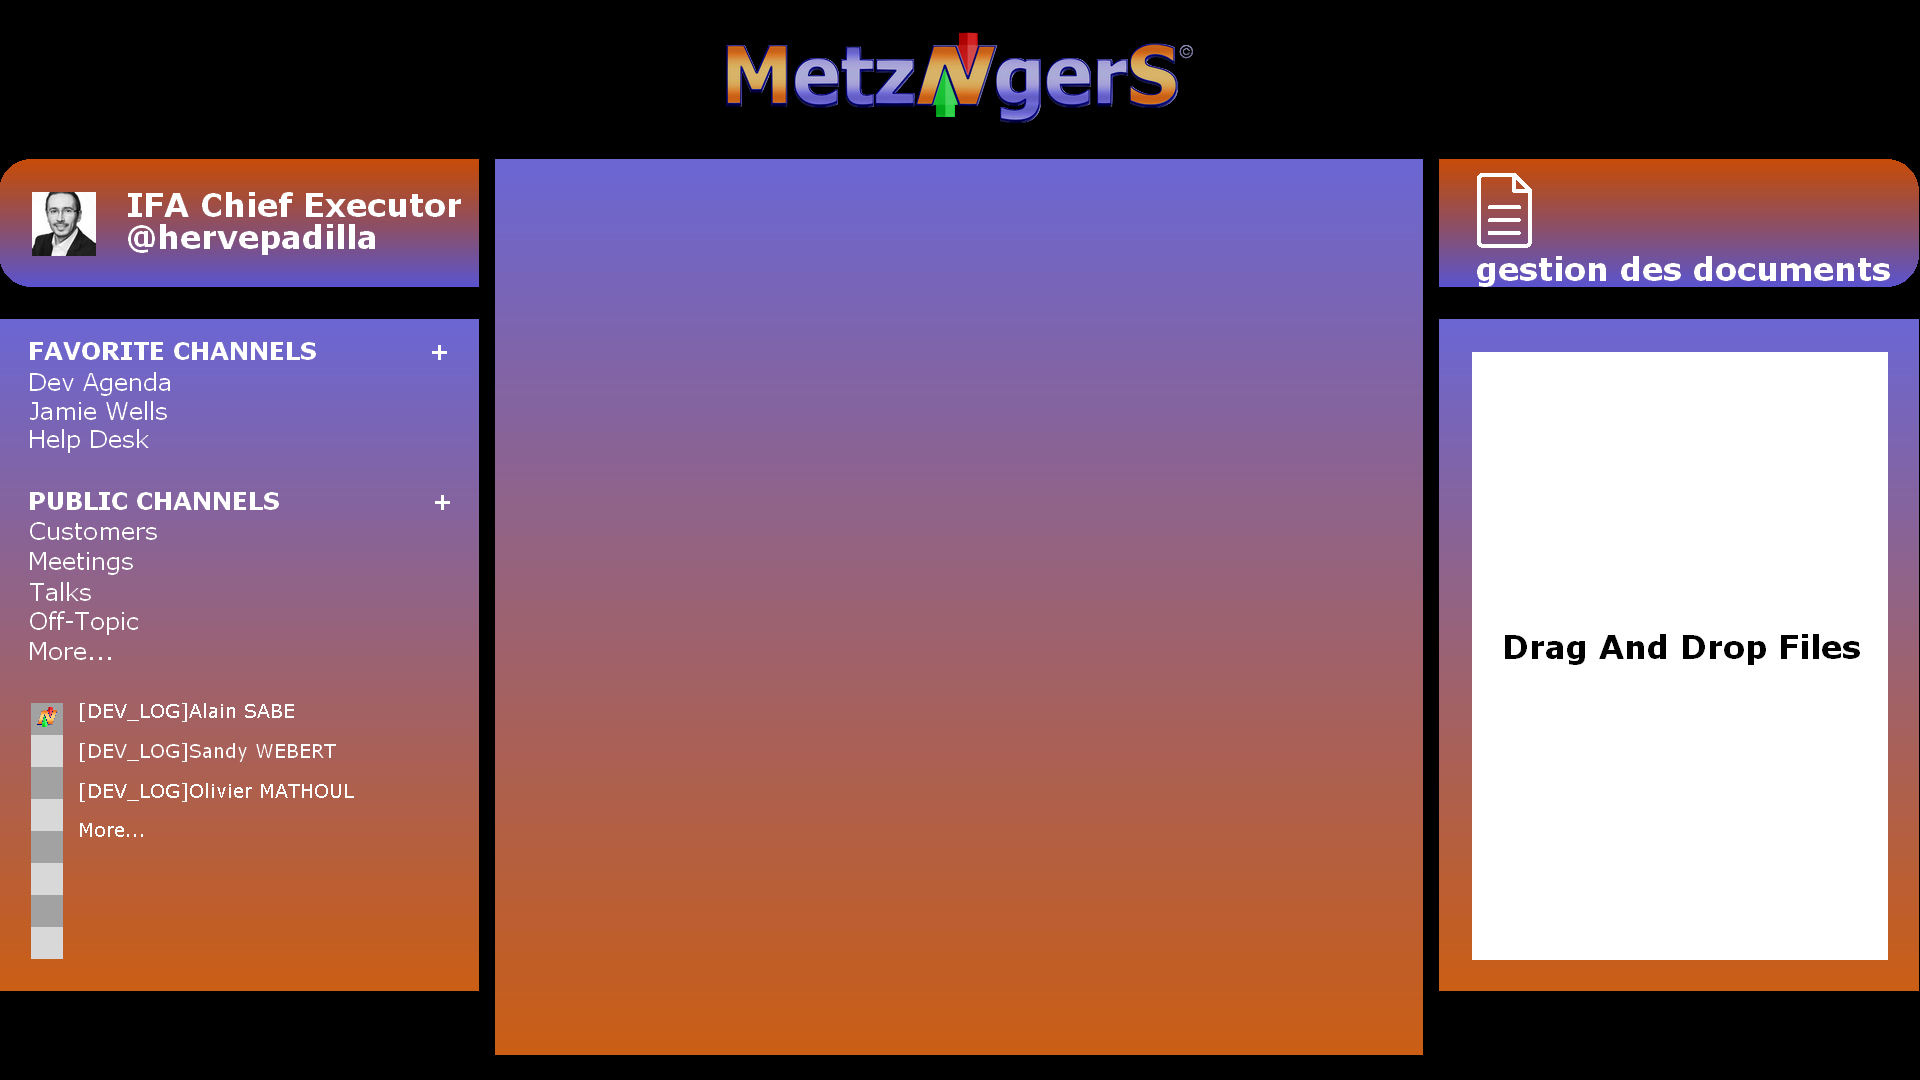 MetzNgerS©
IFA Chief Executor
@hervepadilla
FAVORITE CHANNELS +
Dev Agenda
Jamie Wells
Help Desk
PUBLIC CHANNELS +
Customers
Meetings
Talks
Off-Topic
More...
[DEV_LOG]Alain SABE
[DEV_LOG]Sandy WEBERT
[DEV_LOG]Olivier MATHOUL
More...
gestion des documents
Drag And Drop Files